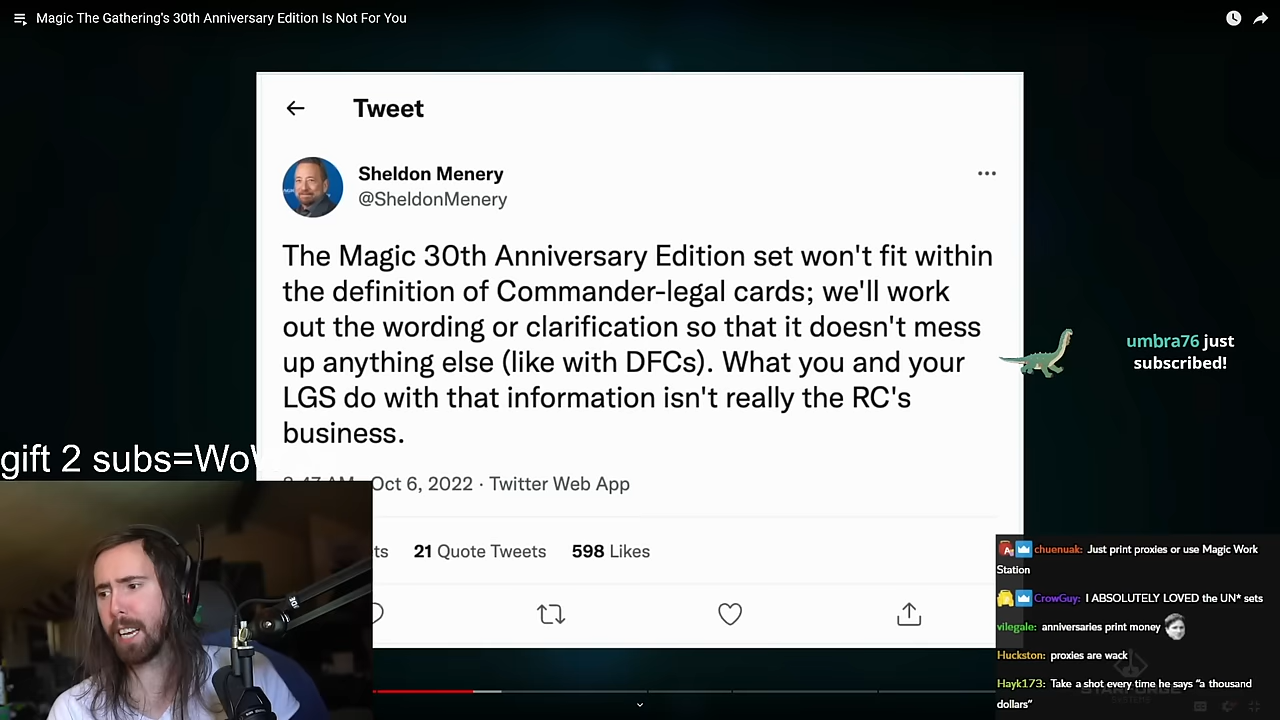 Magic The Gathering's 30th Anniversary Edition Is Not For You
Tweet
Sheldon Menery
@SheldonMenery
The Magic 30th Anniversary Edition set won't fit within
the definition of Commander-legal cards; we'll work
out the wording or clarification so that it doesn't mess
up anything else (like with DFCs). What you and your
LGS do with that information isn't really the RC's
business.
Oct 6, 2022 · Twitter Web App
21 Quote Tweets 598 Likes
umbra76 just
subscribed!
gift 2 subs=WoW
chuenuak: Just print proxies or use Magic Work
Station
CrowGuy: I ABSOLUTELY LOVED the UN* sets
vilegale: anniversaries print money
Huckston: proxies are wack
Hayk173: Take a shot every time he says “a thousand
dollars”